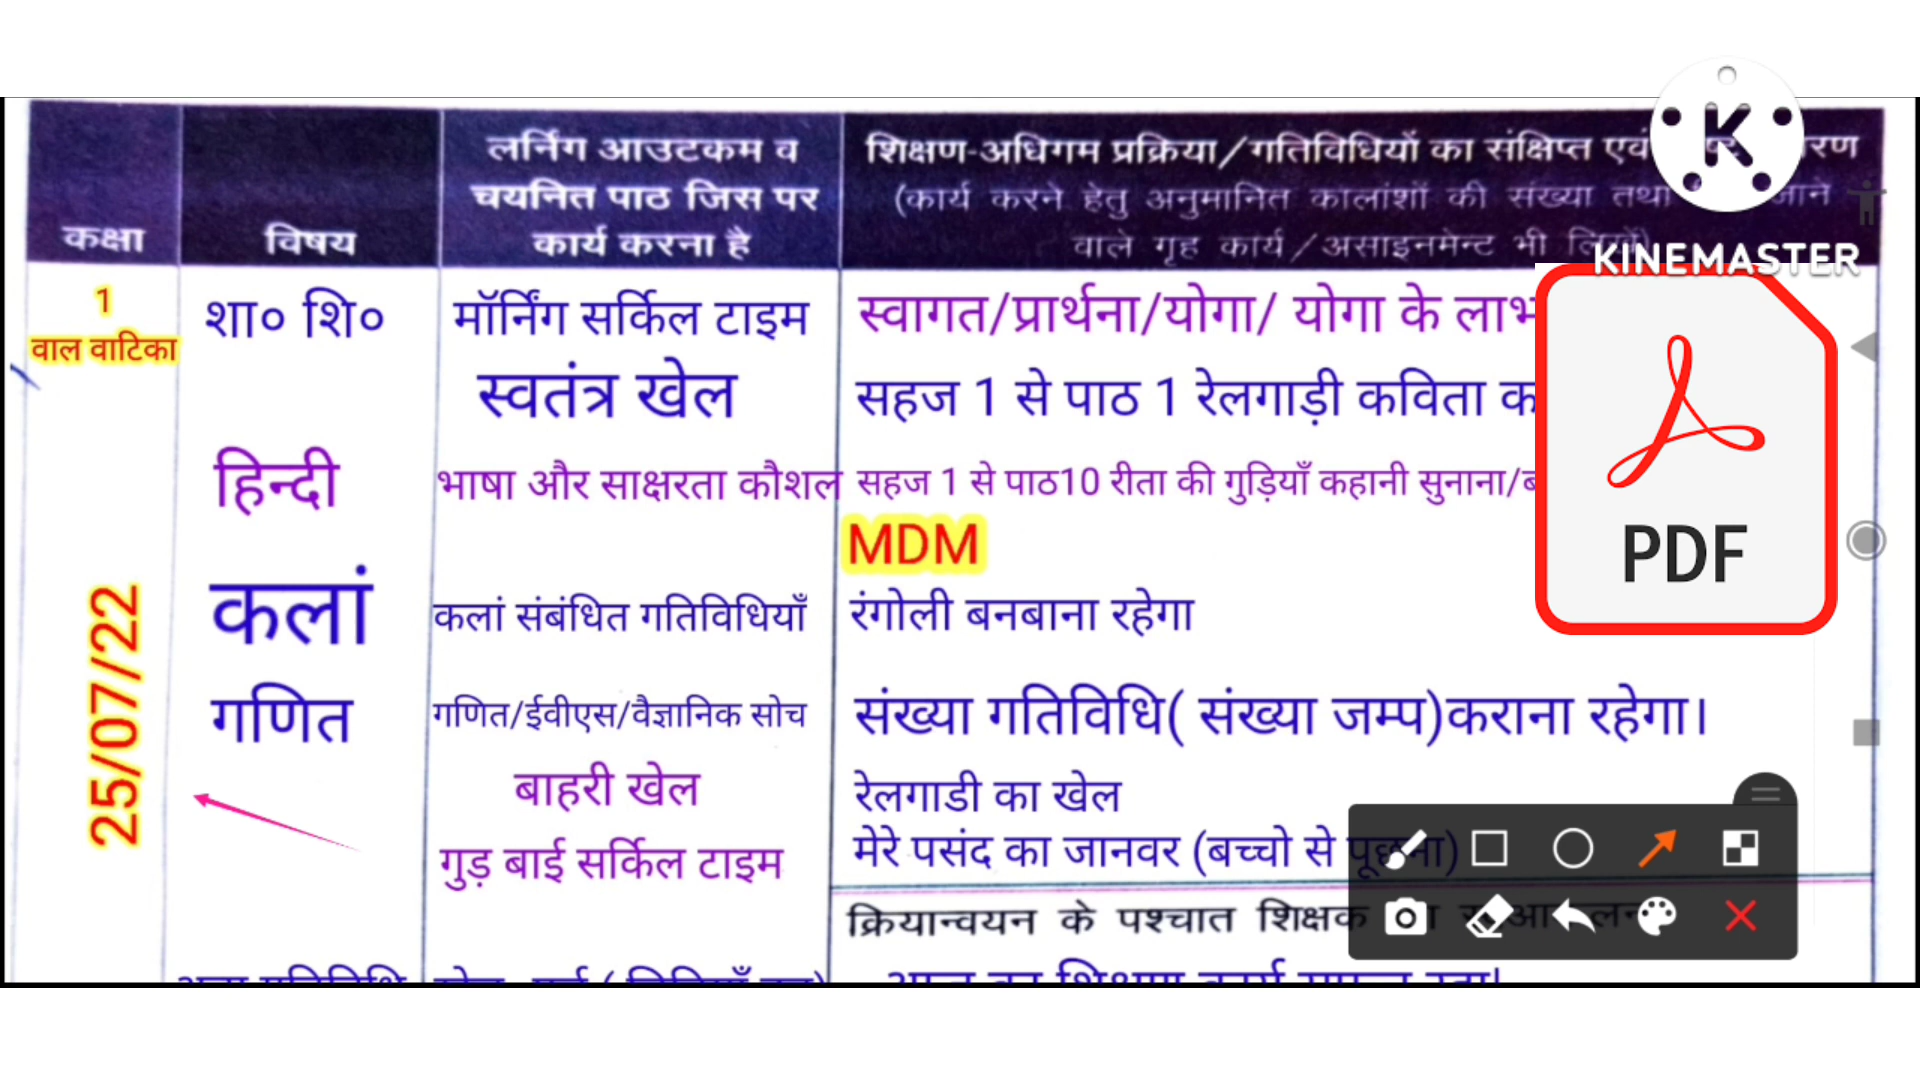 कक्षा
विषय
लर्निंग आउटकम व
चयनित पाठ जिस पर
कार्य करना है
शिक्षण-अधिगम प्रक्रिया/गतिविधियों का संक्षिप्त एवं
(कार्य करने हेतु अनुमानित कालांशों की संख्या तथा जाने
वाले गृह कार्य/असाइनमेन्ट भी लिखें)
KINEMASTER
1
वाल वाटिका
शा० शि०
मॉर्निंग सर्किल टाइम
स्वागत/प्रार्थना/योगा/ योगा के लाभ
स्वतंत्र खेल
सहज 1 से पाठ 1 रेलगाड़ी कविता
हिन्दी
भाषा और साक्षरता कौशल
सहज 1 से पाठ10 रीता की गुड़ियाँ कहानी सुनाना/
MDM
PDF
कलां
कलां संबंधित गतिविधियाँ
रंगोली बनबाना रहेगा
25/07/22
गणित
गणित/ईवीएस/वैज्ञानिक सोच
संख्या गतिविधि( संख्या जम्प)कराना रहेगा।
बाहरी खेल
रेलगाडी का खेल
गुड़ बाई सर्किल टाइम
मेरे पसंद का जानवर (बच्चो से पूछना)
क्रियान्वयन के पश्चात शिक्षक